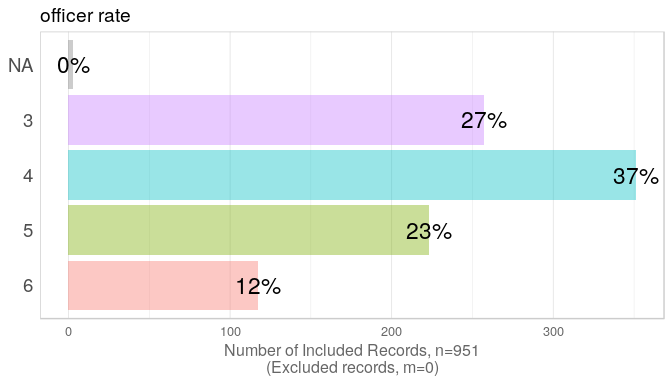 officer rate
NA 0%
3 27%
4 37%
5 23%
6 12%
0 100 200 300
Number of Included Records, n=951
(Excluded records, m=0)